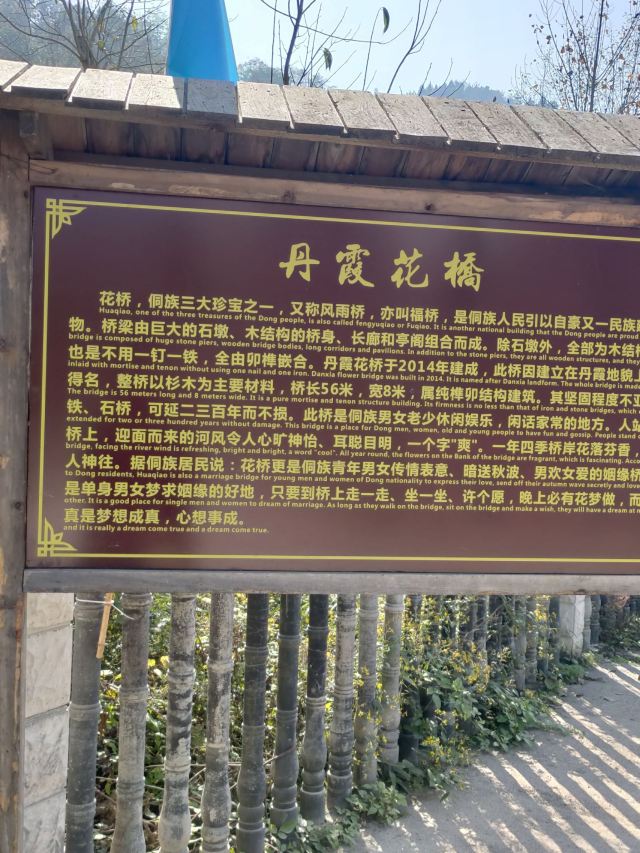 丹霞花橋
花桥，侗族三大珍宝之一，又称风雨桥，亦叫福桥，是侗族人民引以自豪又一民族
Huaqiao, one of the three treasures of the Dong people, is also called fengyuqiao or Fuqiao. It is another national building that the Dong people are proud
物。桥梁由巨大的石墩、木结构的桥身、长廊和亭阁组合而成。除石墩外，全部为木结
bridge is composed of huge stone piers, wooden bridge bodies, long corridors and pavilions. In addition to the stone piers, they are all wooden structures, and they
也是不用一钉一铁，全由卯榫嵌合。丹霞花桥于2014年建成，此桥因建立在丹霞地貌上
inlaid with mortise and tenon without using one nail and one iron. Danxia flower bridge was built in 2014. It is named after Danxia landform. The whole bridge is made
得名，整桥以杉木为主要材料，桥长56米，宽8米，属纯榫卯结构建筑。其坚固程度不亚
The bridge is 56 meters long and 8 meters wide. It is a pure mortise and tenon structure building. Its firmness is no less than that of iron and stone bridges, which
铁、石桥，可延二三百年而不损。此桥是侗族男女老少休闲娱乐，闲话家常的地方。人站
extended for two or three hundred years without damage. This bridge is a place for Dong men, women, old and young people to have fun and gossip. People stand
桥上，迎面而来的河风令人心旷神怡、耳聪目明，一个字"爽"。一年四季桥岸花落芬香，
bridge, facing the river wind is refreshing, bright and bright, a word "cool". All year round, the flowers on the Bank of the bridge are fragrant, which is fascinating. Acco
人神往。据侗族居民说：花桥更是侗族青年男女传情表意、暗送秋波、男欢女爱的姻缘桥
to Dong residents, Huaqiao is also a marriage bridge for young men and women of Dong nationality to express their love, send off their autumn wave secretly and love
是单身男女梦求姻缘的好地，只要到桥上走一走、坐一坐、许个愿，晚上必有花梦做，而
other. It is a good place for single men and women to dream of marriage. As long as they walk on the bridge, sit on the bridge and make a wish, they will have a dream at
真是梦想成真，心想事成。
and it is really a dream come true and a dream come true.